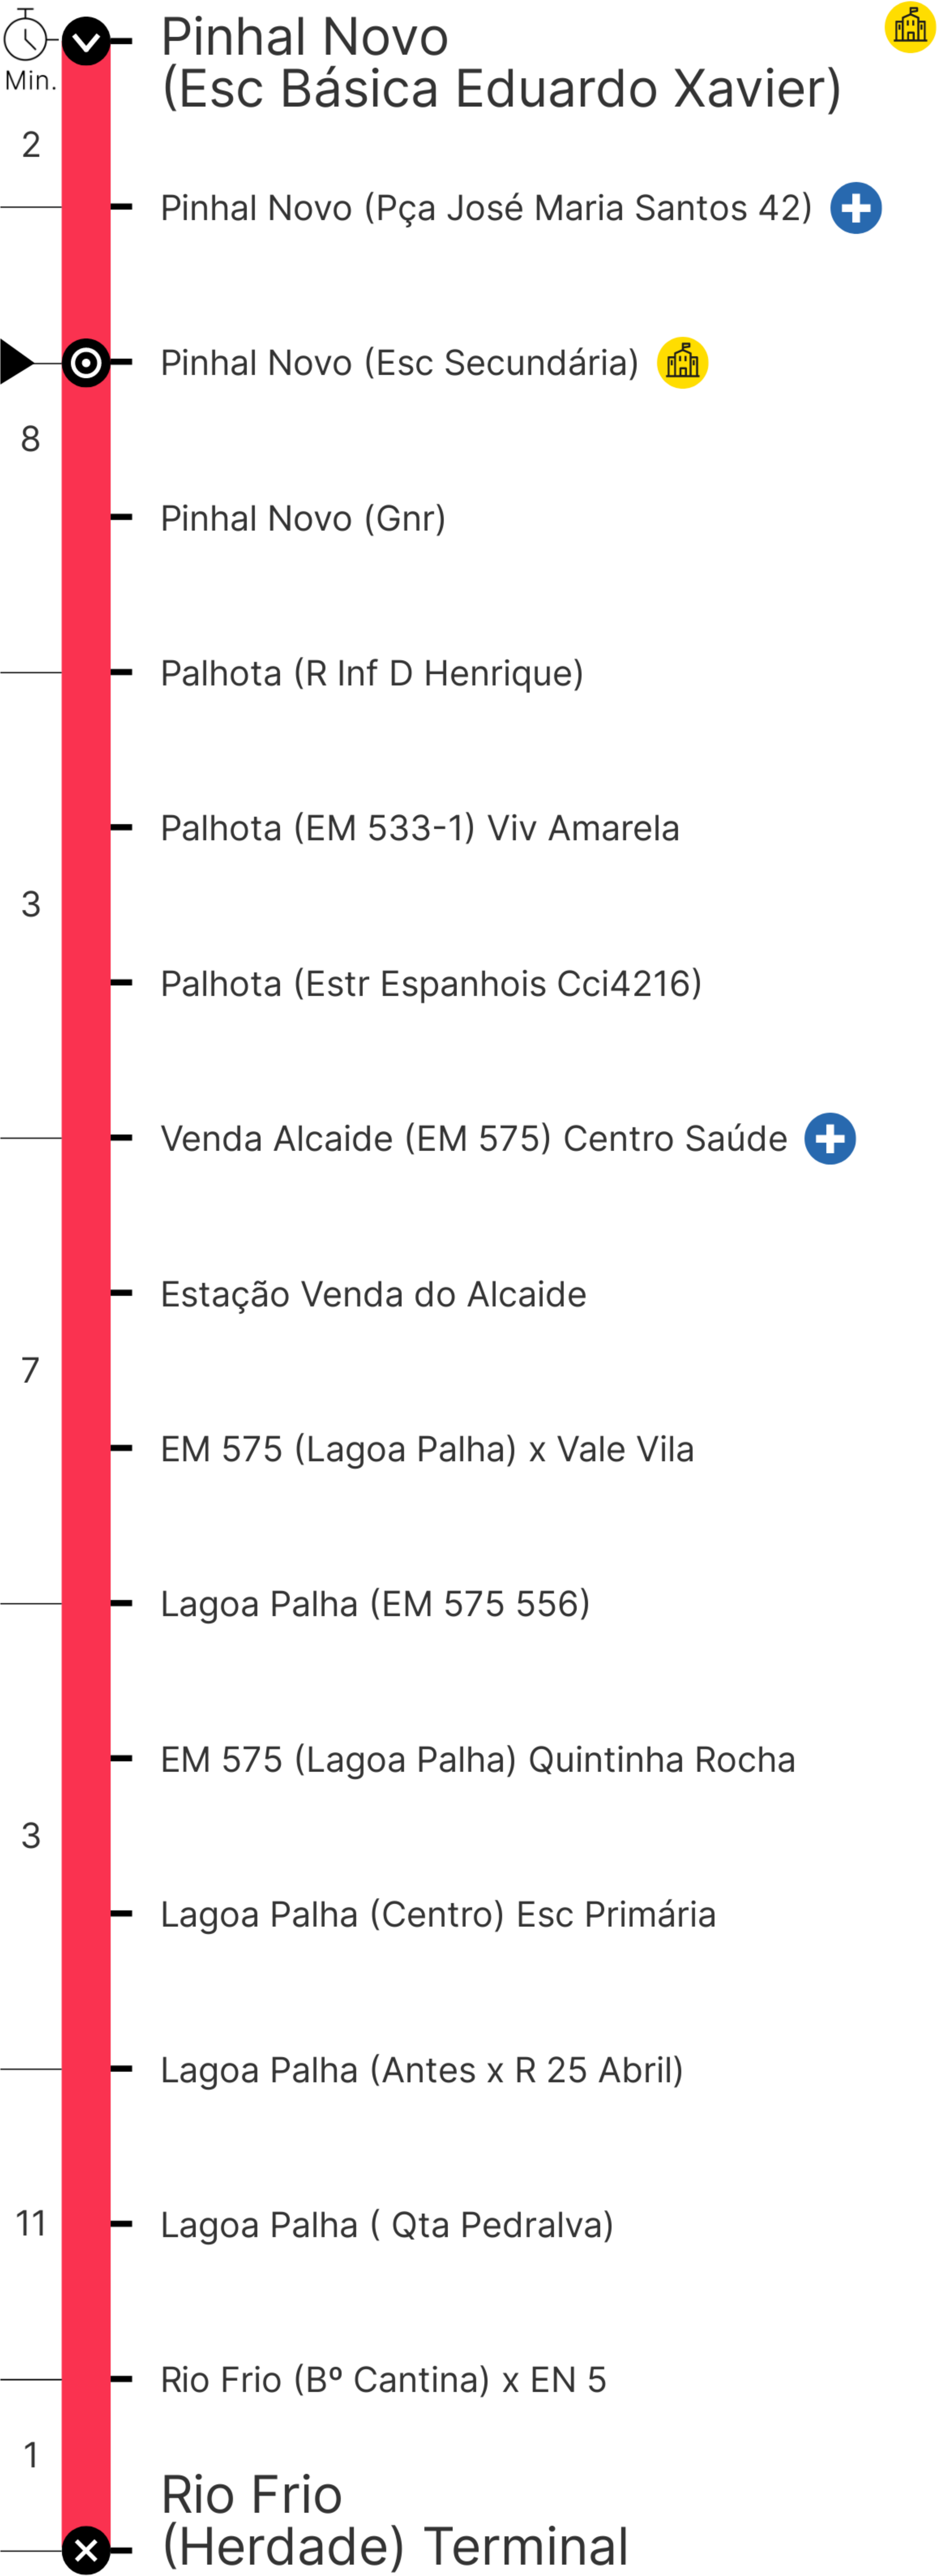 Min.
Pinhal Novo
(Esc Básica Eduardo Xavier)
2
Pinhal Novo (Pça José Maria Santos 42)
Pinhal Novo (Esc Secundária)
8
Pinhal Novo (Gnr)
Palhota (R Inf D Henrique)
Palhota (EM 533-1) Viv Amarela
3
Palhota (Estr Espanhois Cci4216)
Venda Alcaide (EM 575) Centro Saúde
Estação Venda do Alcaide
7
EM 575 (Lagoa Palha) x Vale Vila
Lagoa Palha (EM 575 556)
EM 575 (Lagoa Palha) Quintinha Rocha
3
Lagoa Palha (Centro) Esc Primária
Lagoa Palha (Antes x R 25 Abril)
11
Lagoa Palha ( Qta Pedralva)
Rio Frio (Bº Cantina) x EN 5
1
Rio Frio
(Herdade) Terminal